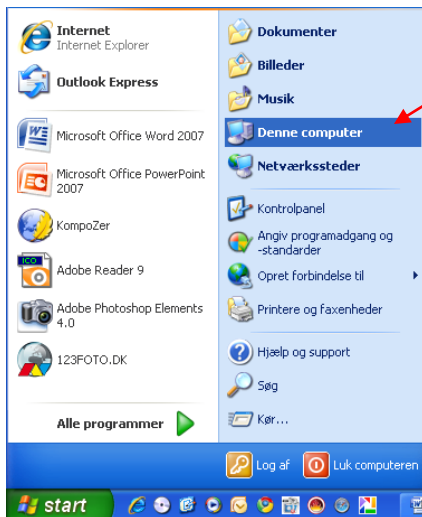 Internet
Internet Explorer
Outlook Express
Microsoft Office Word 2007
Microsoft Office PowerPoint
2007
KompoZer
Adobe Reader 9
Adobe Photoshop Elements
4.0
123FOTO.DK
Alle programmer
Dokumenter
Billeder
Musik
Denne computer
Netværkssteder
Kontrolpanel
Angiv programadgang og
-standarder
Opret forbindelse til
Printere og faxenheder
Hjælp og support
Søg
Kør...
Log af
Luk computeren
start